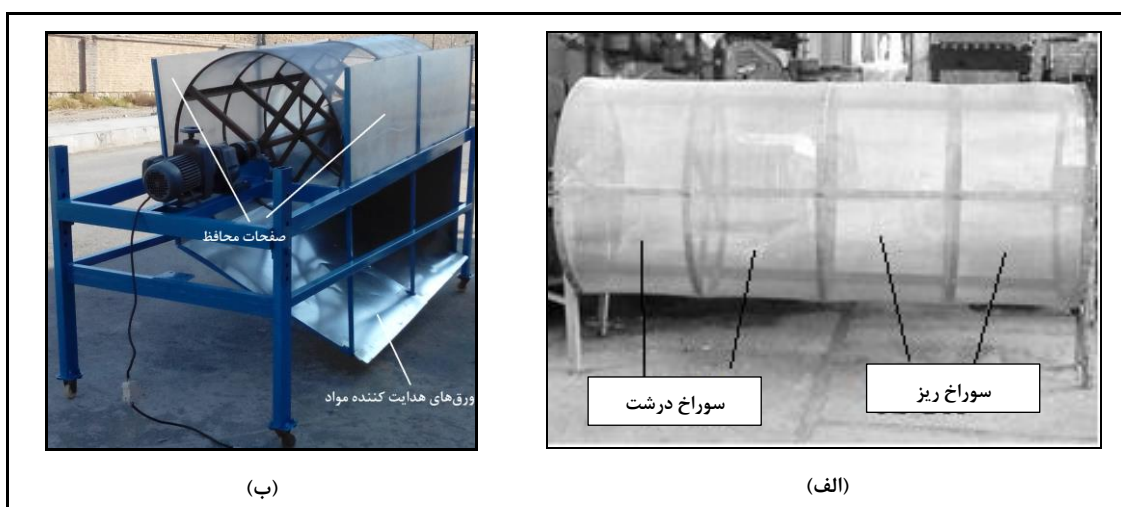 صفحات محافظ
ورق‌های هدایت کننده مواد
(ب)
سوراخ ریز
سوراخ درشت
(الف)